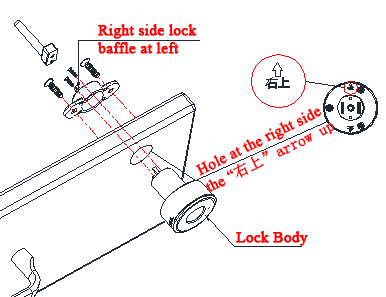 Right side lock
baffle at left
右上
Hole at the right side
the “右上” arrow up
Lock Body